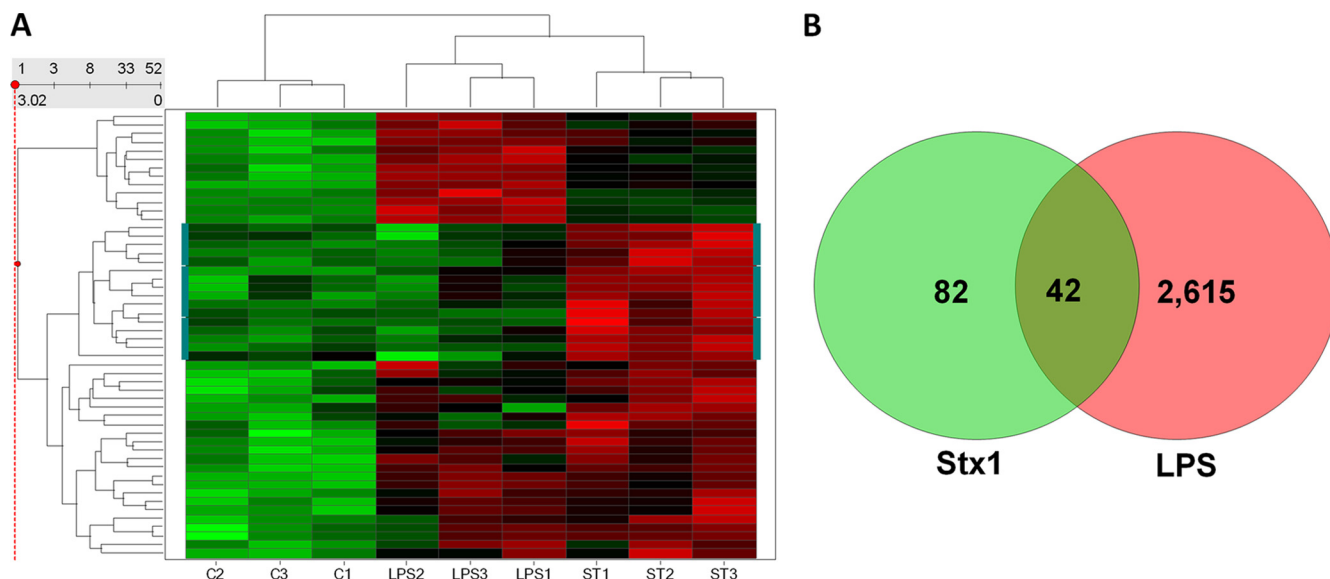 A
B
1 3 8 33 52
3.02 0
82 42 2,615
Stx1 LPS
C2 C3 C1 LPS2 LPS3 LPS1 ST1 ST2 ST3